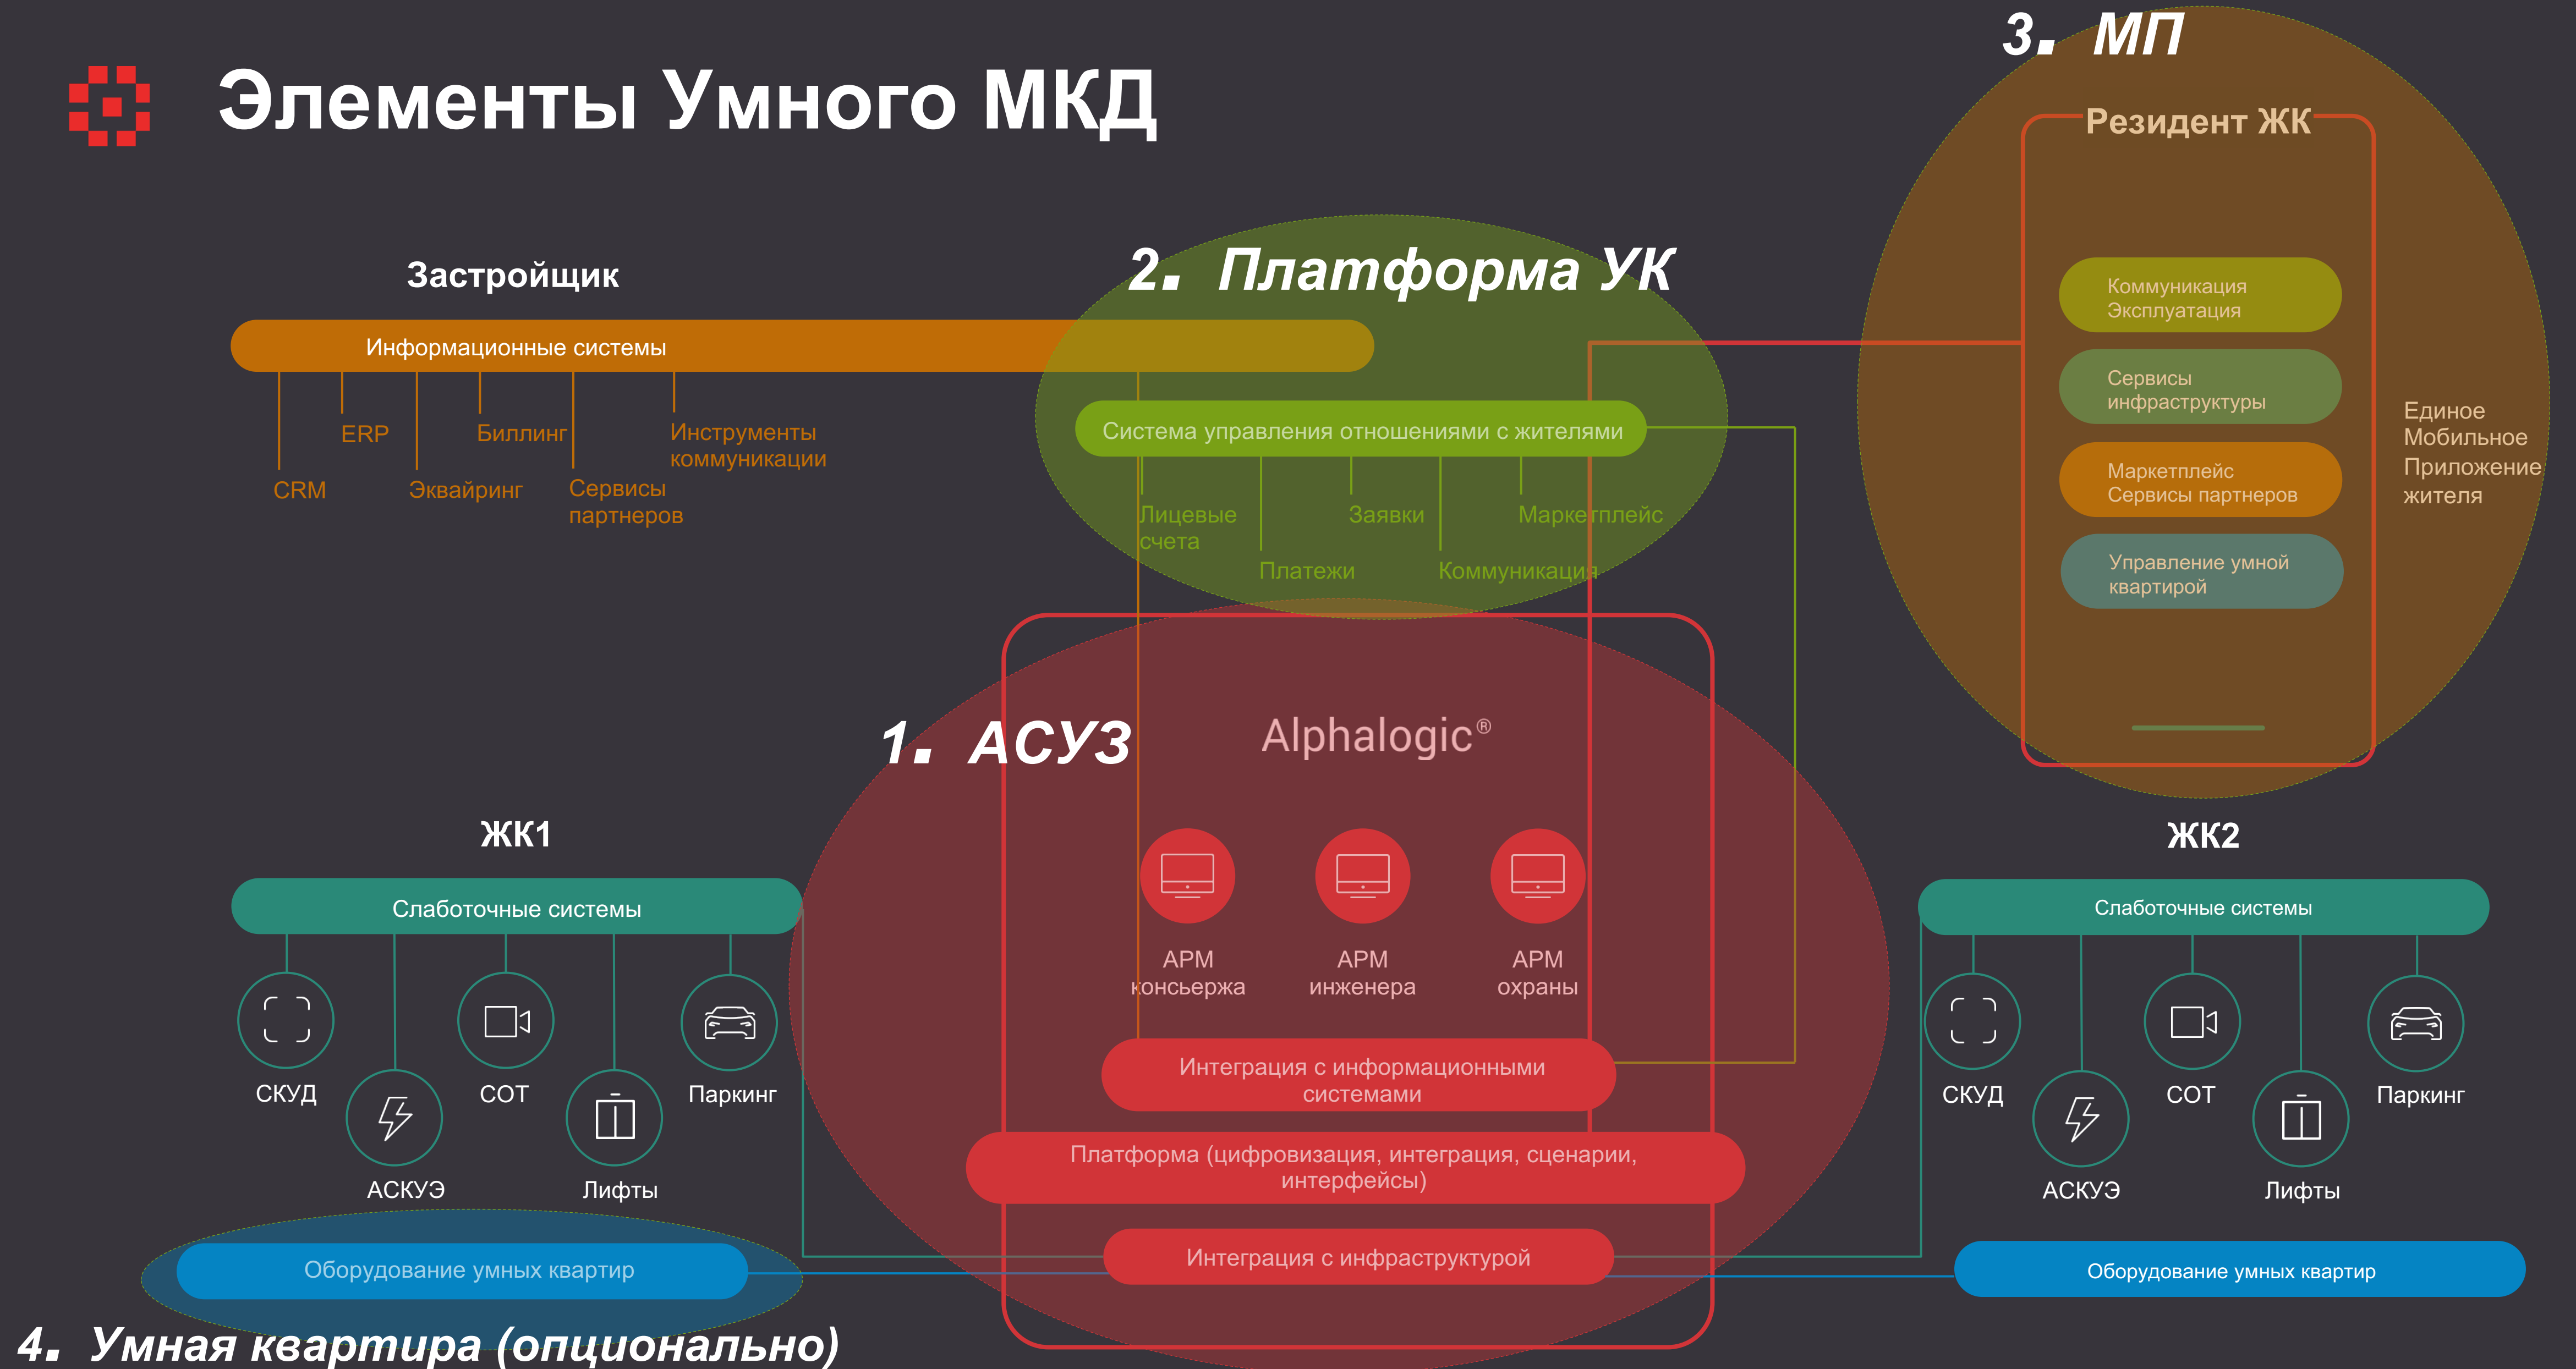 Элементы Умного МКД
3. МП
Резидент ЖК
Коммуникация
Эксплуатация
Сервисы
инфраструктуры
Маркетплейс
Сервисы партнеров
Управление умной
квартирой
Единое
Мобильное
Приложение
жителя
Застройщик
Информационные системы
CRM
ERP
Эквайринг
Биллинг
Сервисы
партнеров
Инструменты
коммуникации
2. Платформа УК
Система управления отношениями с жителями
Лицевые
счета
Платежи
Заявки
Коммуникация
Маркетплейс
1. АСУЗ
Alphalogic®
АРМ
консьержа
АРМ
инженера
АРМ
охраны
Интеграция с информационными
системами
Платформа (цифровизация, интеграция, сценарии,
интерфейсы)
Интеграция с инфраструктурой
ЖК1
Слаботочные системы
СКУД
АСКУЭ
СОТ
Лифты
Паркинг
Оборудование умных квартир
4. Умная квартира (опционально)
ЖК2
Слаботочные системы
СКУД
АСКУЭ
СОТ
Лифты
Паркинг
Оборудование умных квартир